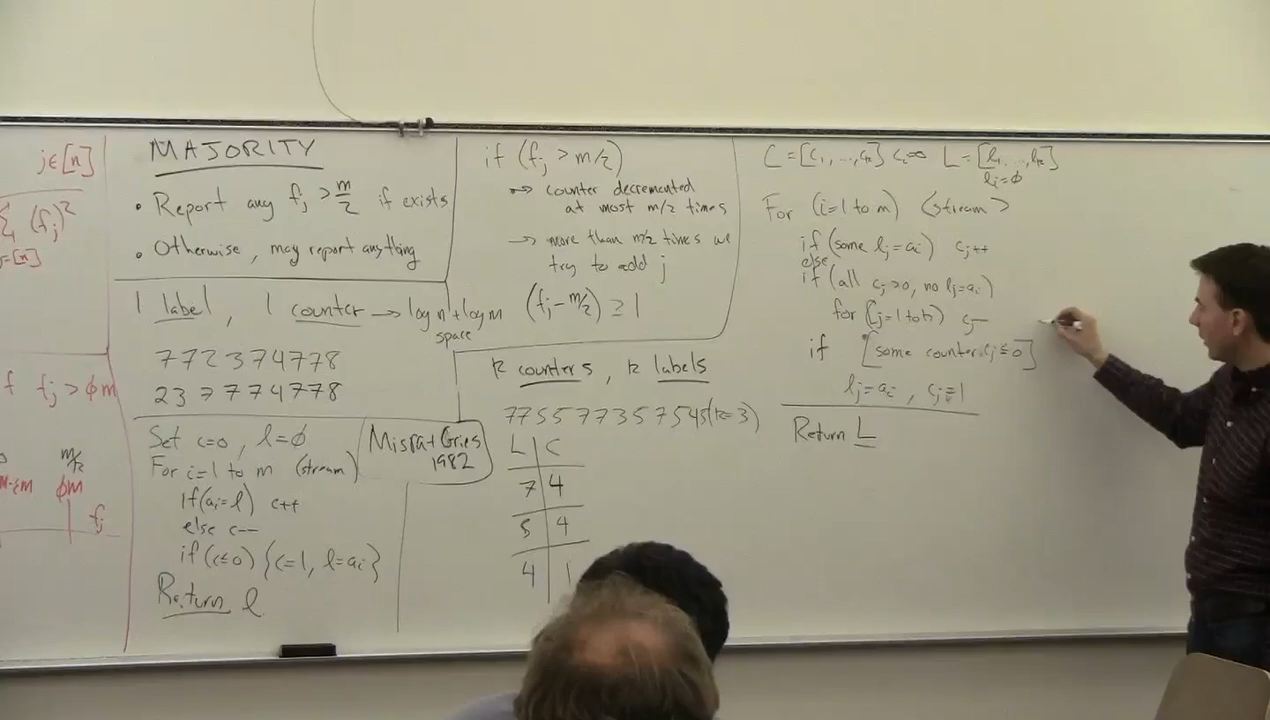 j∈[n]
(f_j)^2
j=[n]
f f_j > ϕm
m/2
ϕm
f_j
MAJORITY
• Report any f_j > m/2 if exists
• Otherwise, may report anything
1 label, 1 counter → log n + log m
space
7 7 2 3 7 4 7 7 8
2 3 7 7 7 4 7 7 8
Set c=0, l=ϕ
For i=1 to m (stream)
If (a_i=l) c++
else c--
if (c≤0) {c=1, l=a_i}
Return l
Misra+Gries
1982
if (f_j > m/2)
→ counter decremented
at most m/2 times
→ more than m/2 times we
try to add j
(f_j - m/2) ≥ 1
k counters, k labels
7 7 5 5 7 7 3 5 7 5 4 5 (k=3)
L | C
7 | 4
5 | 4
4 | 1
C = [c_1, ..., c_k] c_i=0 L = [l_1, ..., l_k]
l_i=ϕ
For (i=1 to m) <stream>
if (some l_j=a_i) c_j++
else
if (all c_j>0, no l_j=a_i)
for (j=1 to k) c_j--
if [some counter c_j ≤ 0]
l_j=a_i, c_j=1
Return L